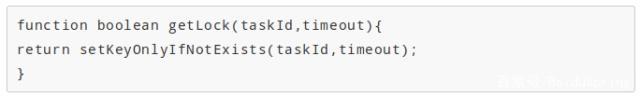 function boolean getLock(taskId,timeout){
return setKeyOnlyIfNotExists(taskId,timeout);
}